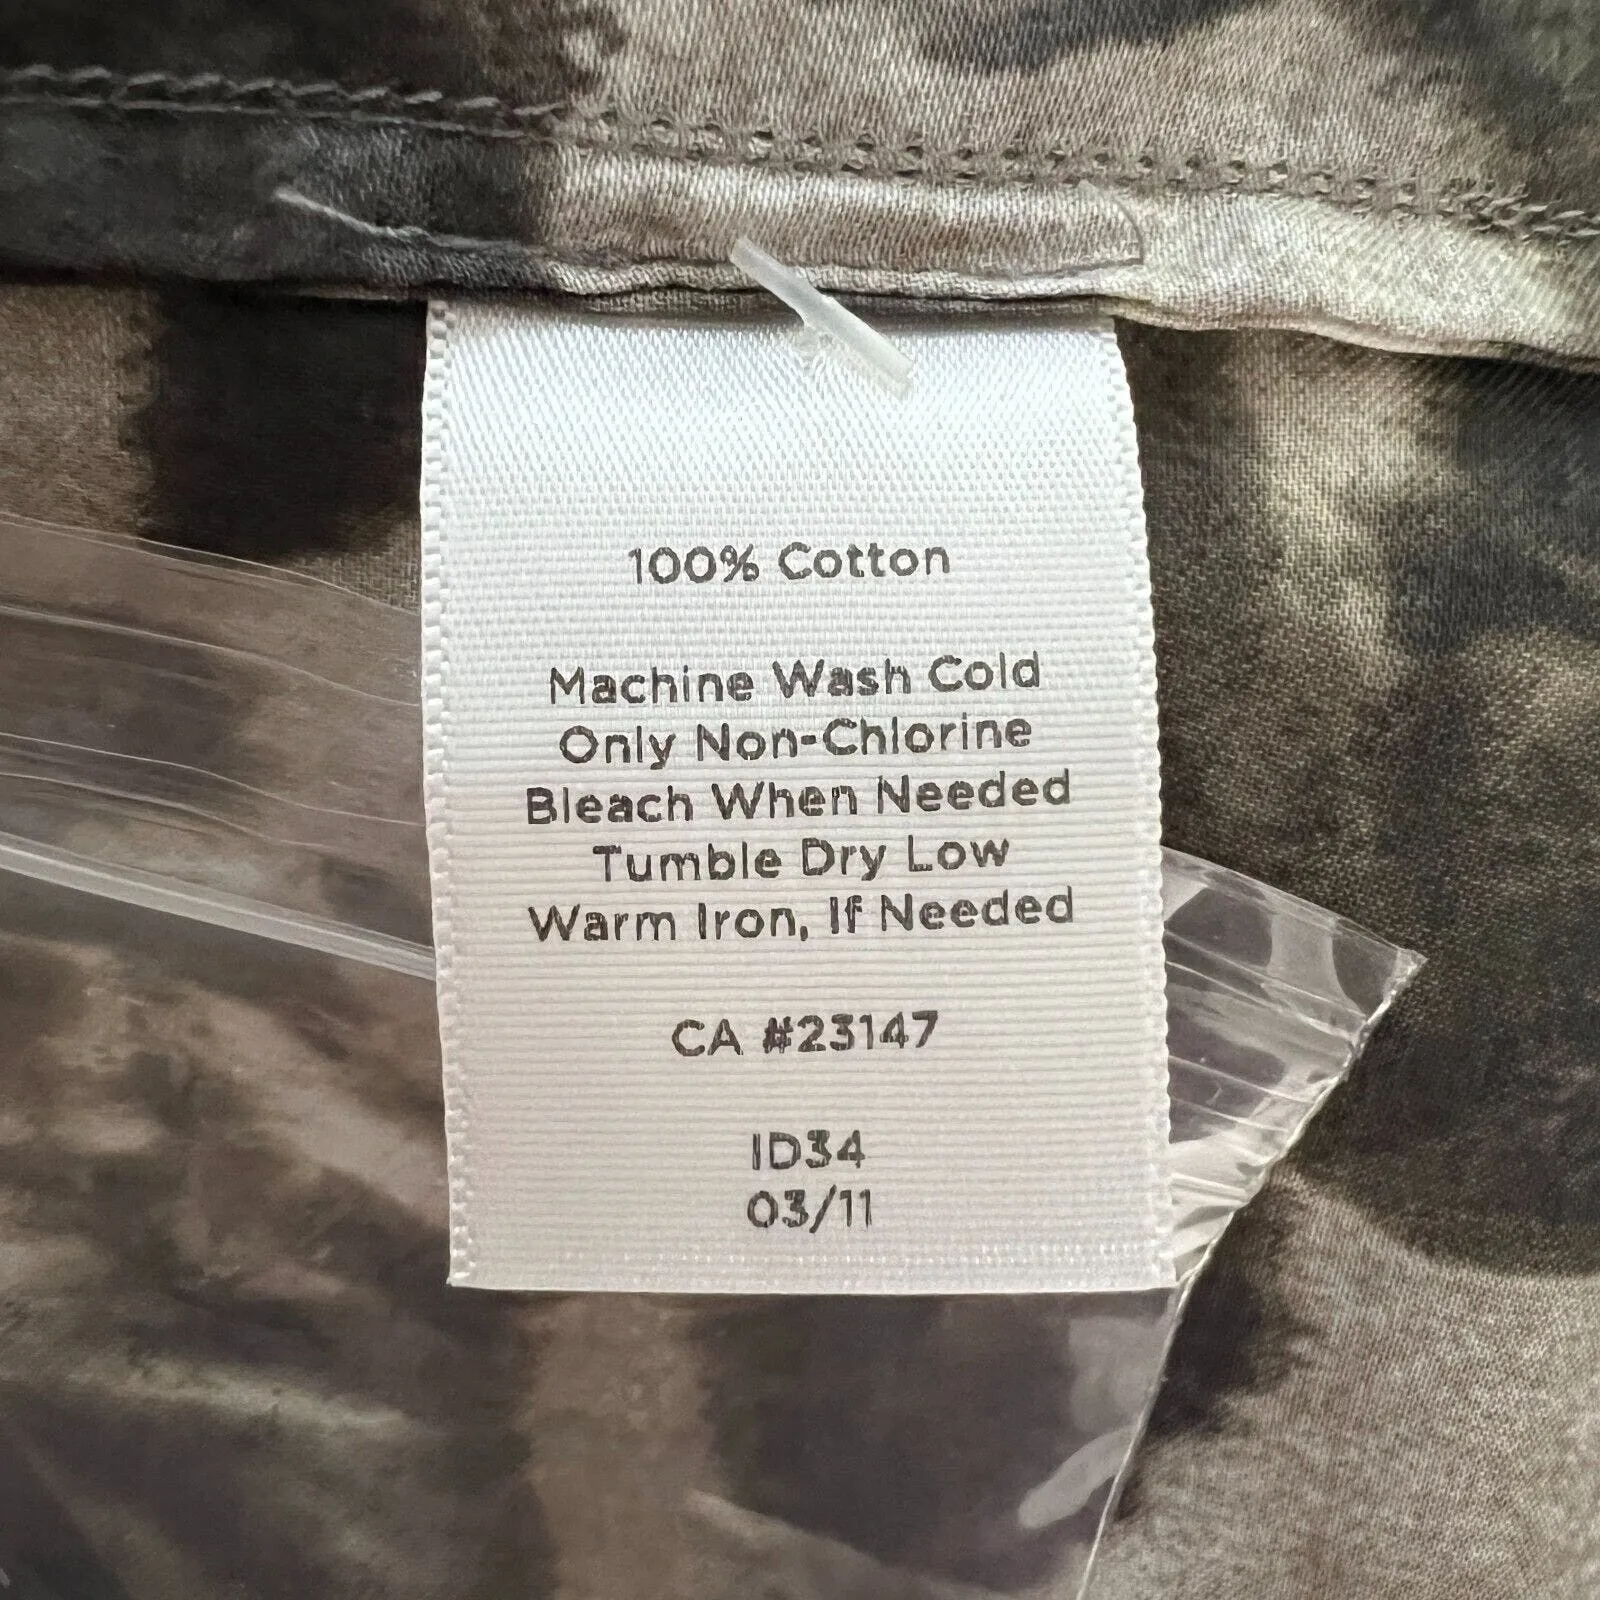 100% Cotton
Machine Wash Cold
Only Non-Chlorine
Bleach When Needed
Tumble Dry Low
Warm Iron, If Needed
CA #23147
ID34
03/11